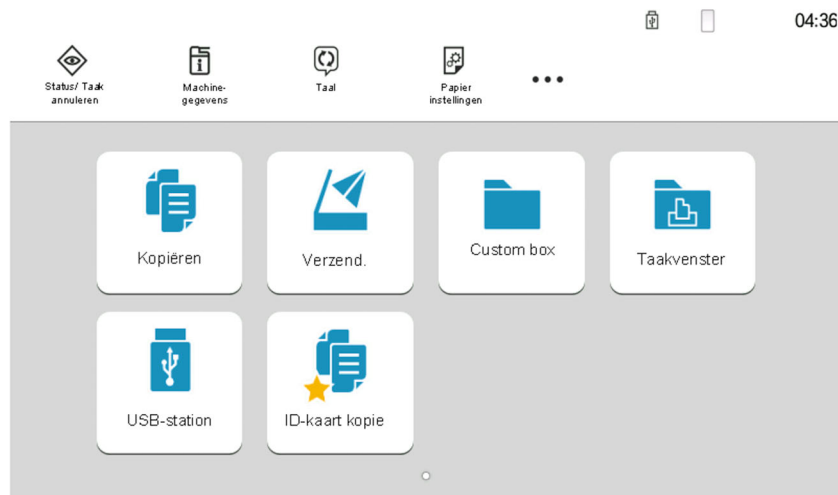 04:36
Status/ Taak
annuleren
Machine-
gegevens
Taal
Papier
instellingen
Kopiëren
Verzend.
Custom box
Taakvenster
USB-station
ID-kaart kopie